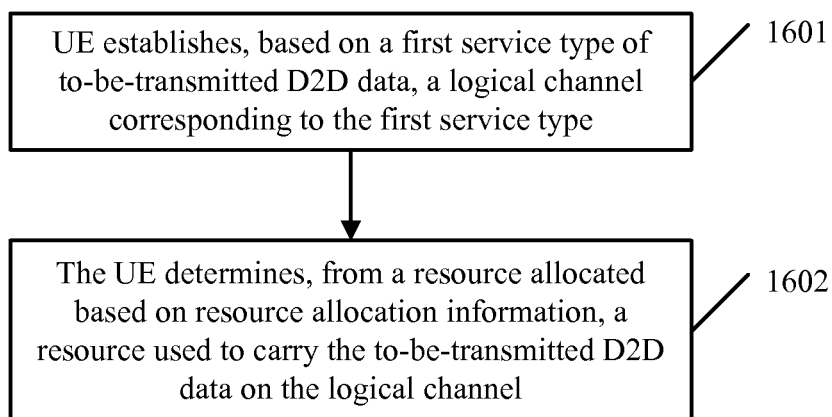 UE establishes, based on a first service type of
to-be-transmitted D2D data, a logical channel
corresponding to the first service type
1601
The UE determines, from a resource allocated
based on resource allocation information, a
resource used to carry the to-be-transmitted D2D
data on the logical channel
1602